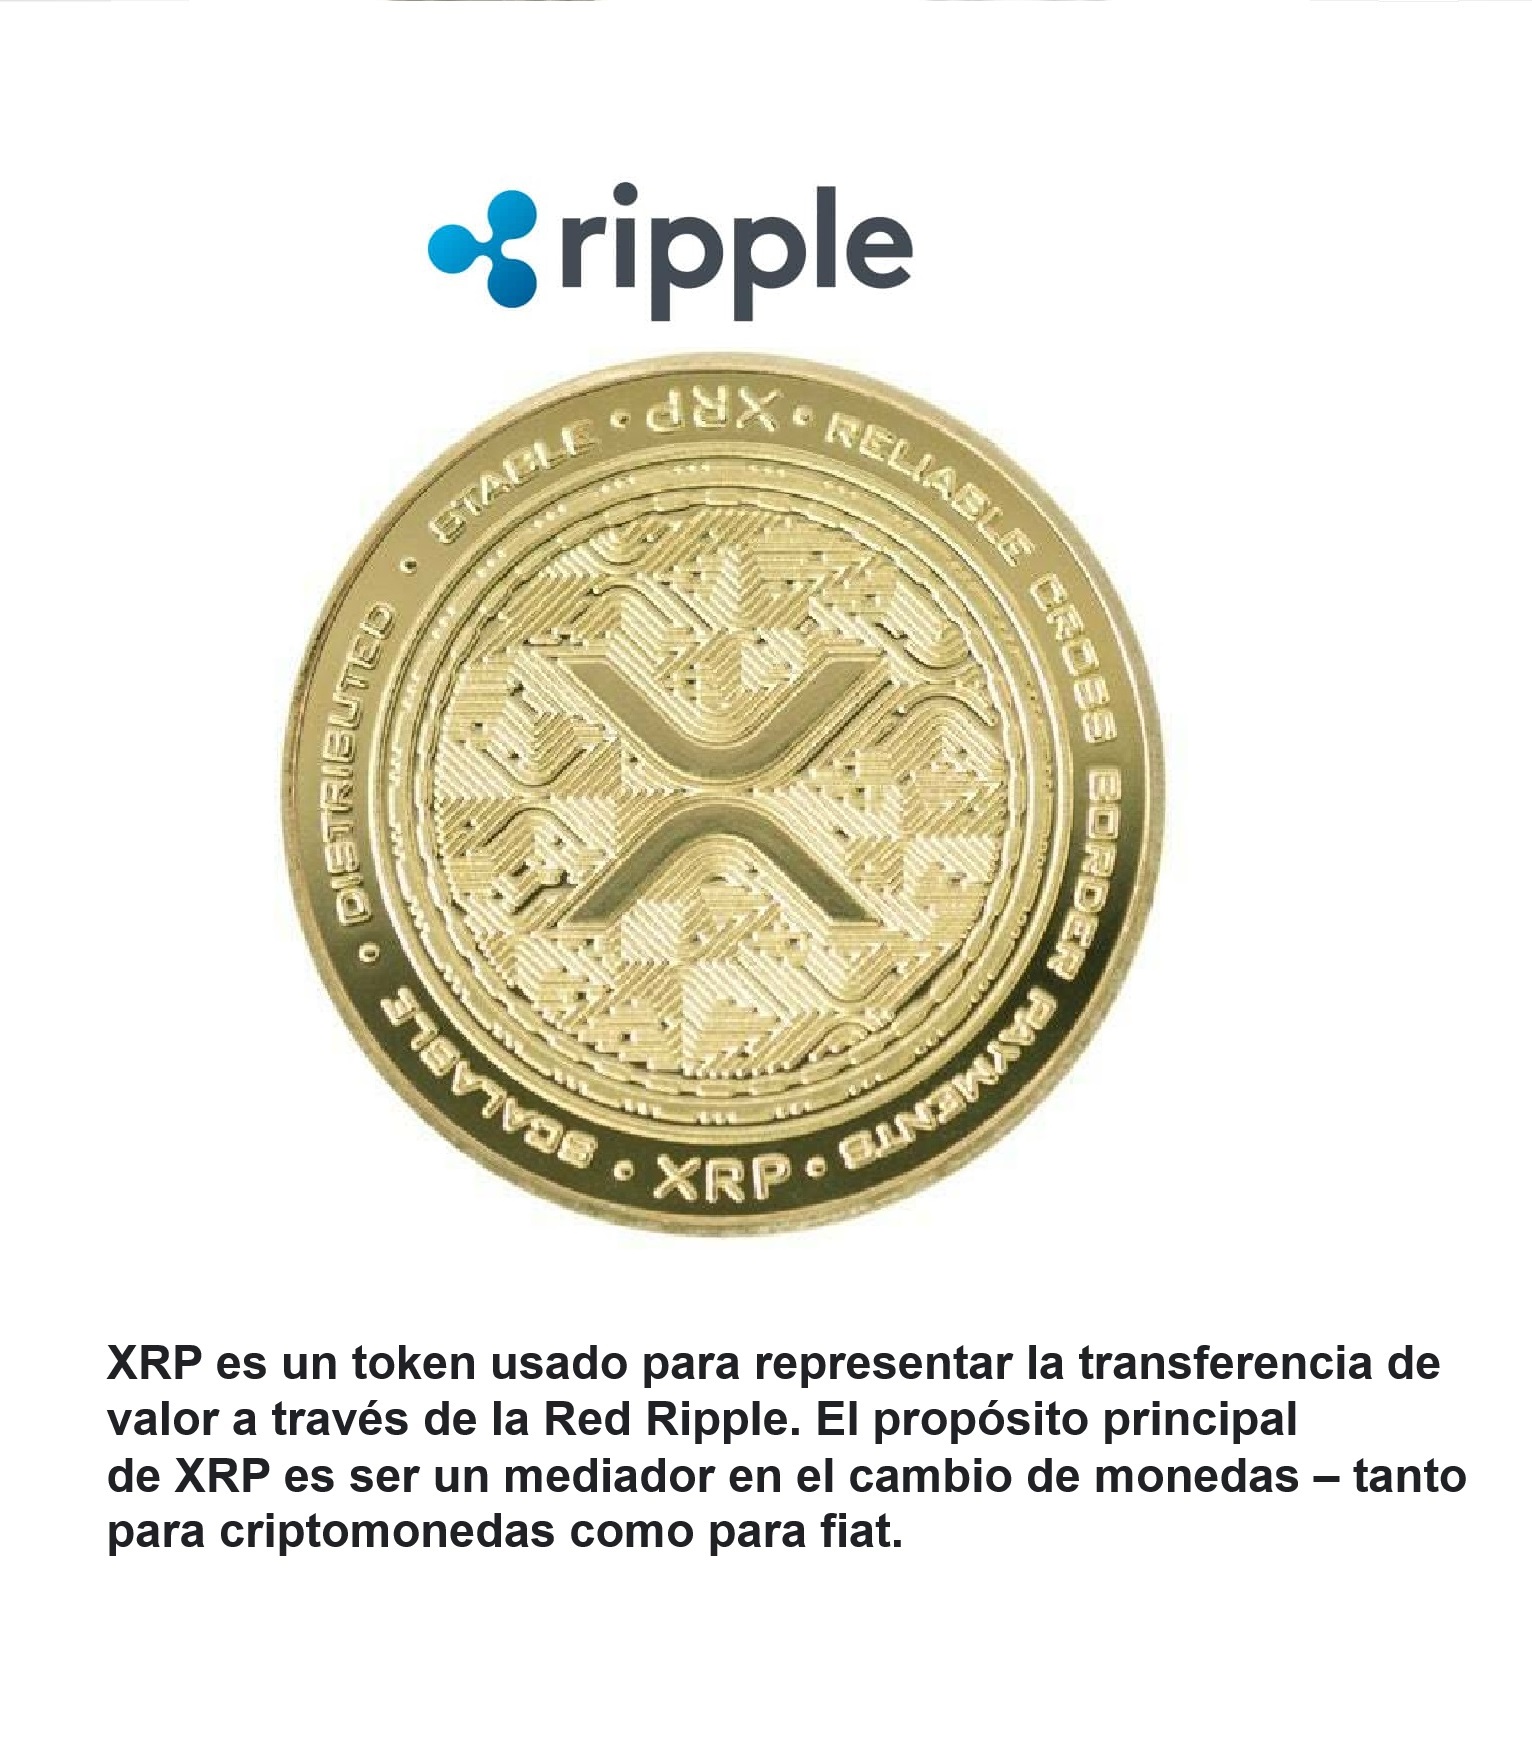 ripple
XRP • RELIABLE CROSS BORDER PAYMENTS • XRP • SCALABLE • DISTRIBUTED • STABLE •
XRP es un token usado para representar la transferencia de
valor a través de la Red Ripple. El propósito principal
de XRP es ser un mediador en el cambio de monedas – tanto
para criptomonedas como para fiat.